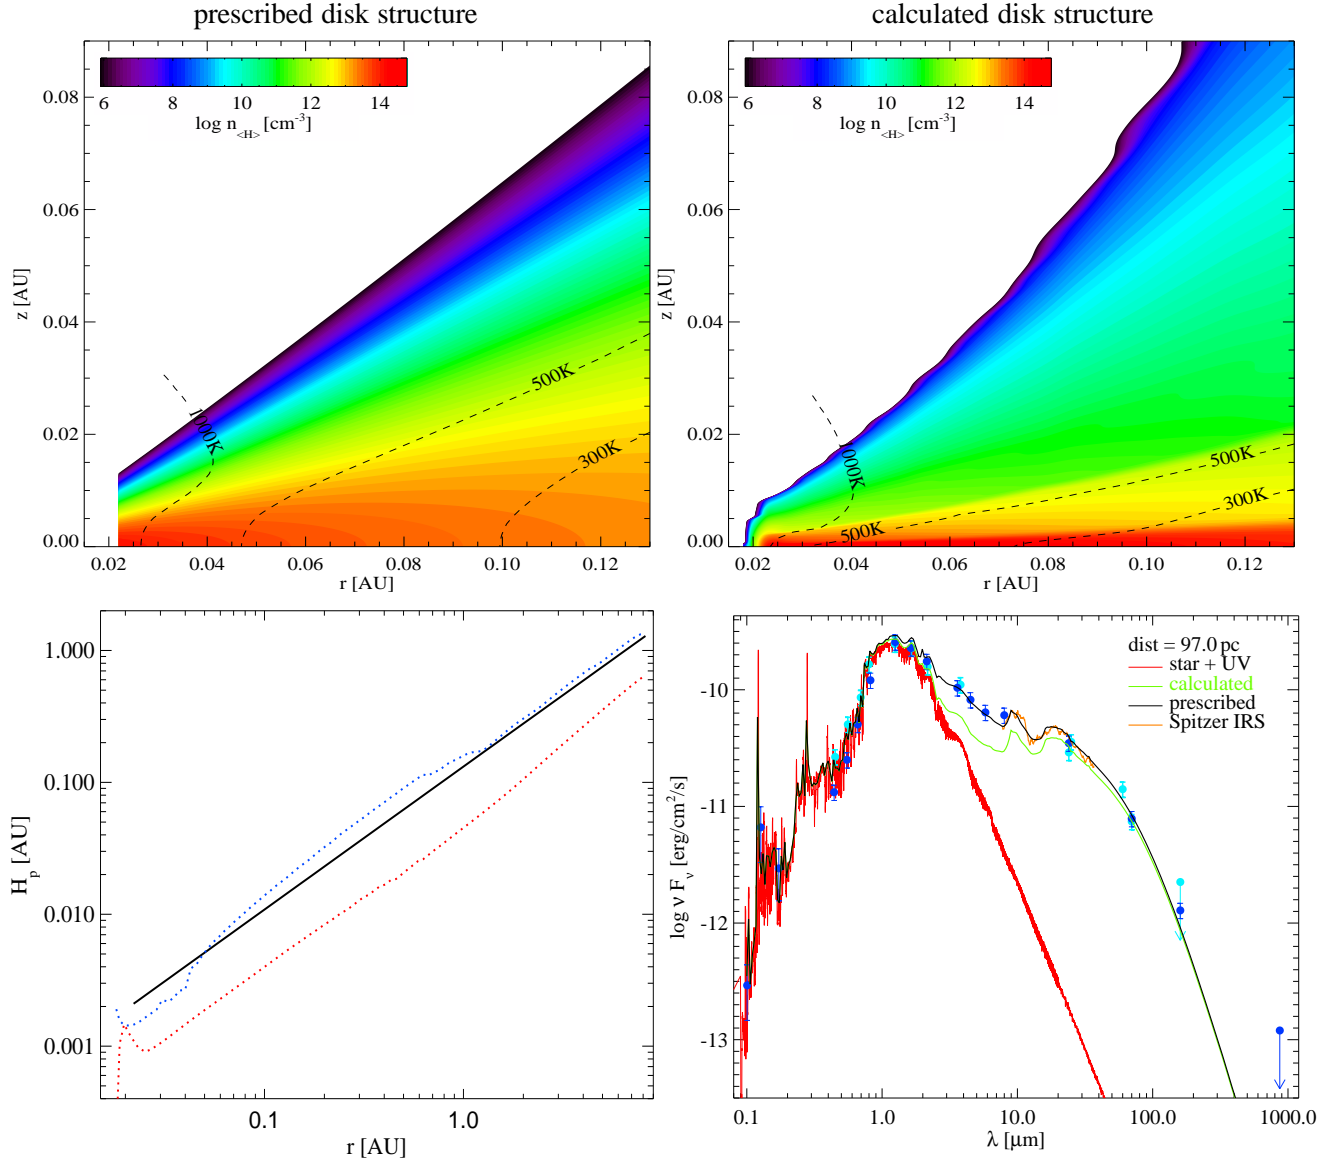 prescribed disk structure
calculated disk structure
6 8 10 12 14
log n<H> [cm-3]
6 8 10 12 14
log n<H> [cm-3]
0.08
0.06
0.04
0.02
0.00
z [AU]
1000K
500K
300K
0.02 0.04 0.06 0.08 0.10 0.12
r [AU]
0.08
0.06
0.04
0.02
0.00
z [AU]
1000K
500K
500K
300K
0.02 0.04 0.06 0.08 0.10 0.12
r [AU]
1.000
0.100
0.010
0.001
Hp [AU]
0.1 1.0
r [AU]
dist = 97.0 pc
star + UV
calculated
prescribed
Spitzer IRS
-10
-11
-12
-13
log ν Fν [erg/cm2/s]
0.1 1.0 10.0 100.0 1000.0
λ [μm]